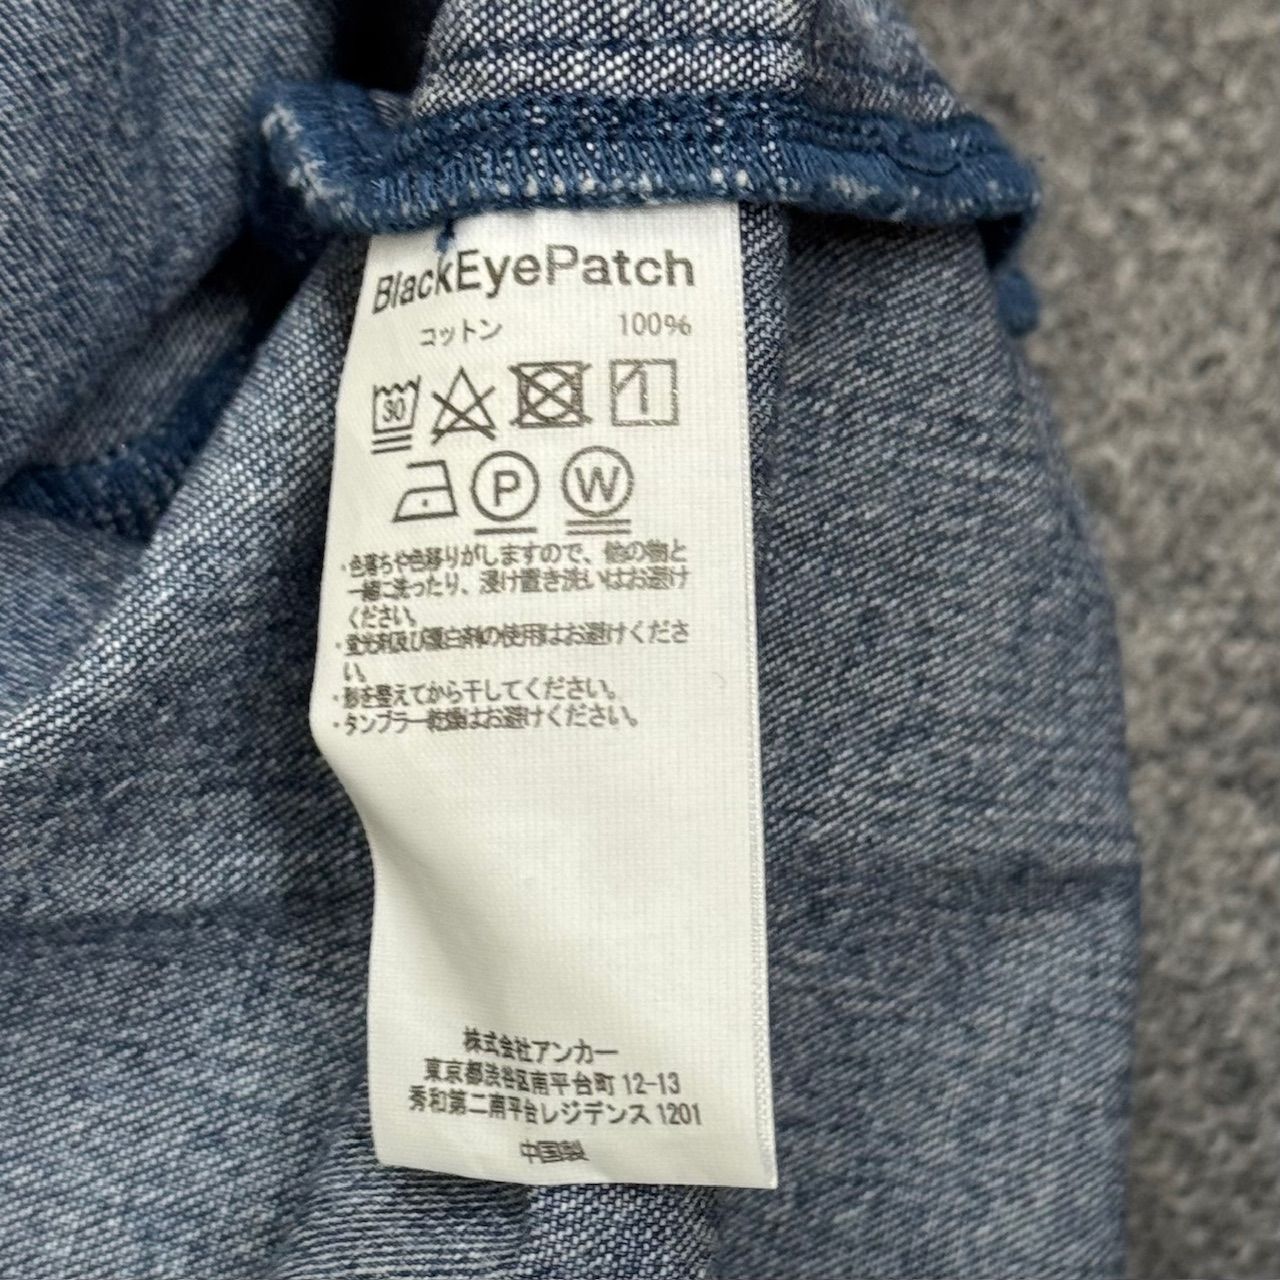 BlackEyePatch
コットン 100%
30
P W
・色落ちや色移りがしますので、他の物と
一緒に洗ったり、浸け置き洗いはお避け
ください。
・蛍光剤及び漂白剤の使用はお避けくださ
い。
・形を整えてから干してください。
・タンブラー乾燥はお避けください。
株式会社アンカー
東京都渋谷区南平台町 12-13
秀和第二南平台レジデンス 1201
中国製